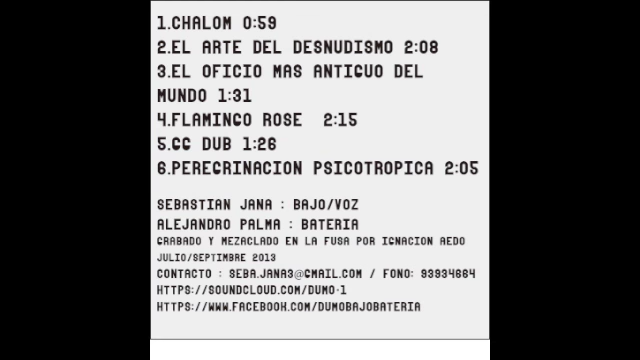 1.CHALOM 0:59
2.EL ARTE DEL DESNUDISMO 2:08
3.EL OFICIO MAS ANTIGUO DEL
MUNDO 1:31
4.FLAMINGO ROSE  2:15
5.CC DUB 1:26
6.PEREGRINACION PSICOTROPICA 2:05
SEBASTIAN JANA : BAJO/VOZ
ALEJANDRO PALMA : BATERIA
GRABADO Y MEZACLADO EN LA FUSA POR IGNACION AEDO
JULIO/SEPTIMBRE 2013
CONTACTO : SEBA.JANA3@GMAIL.COM / FONO: 93934664
HTTPS://SOUNDCLOUD.COM/DUMO-1
HTTPS://WWW.FACEBOOK.COM/DUMOBAJOBATERIA